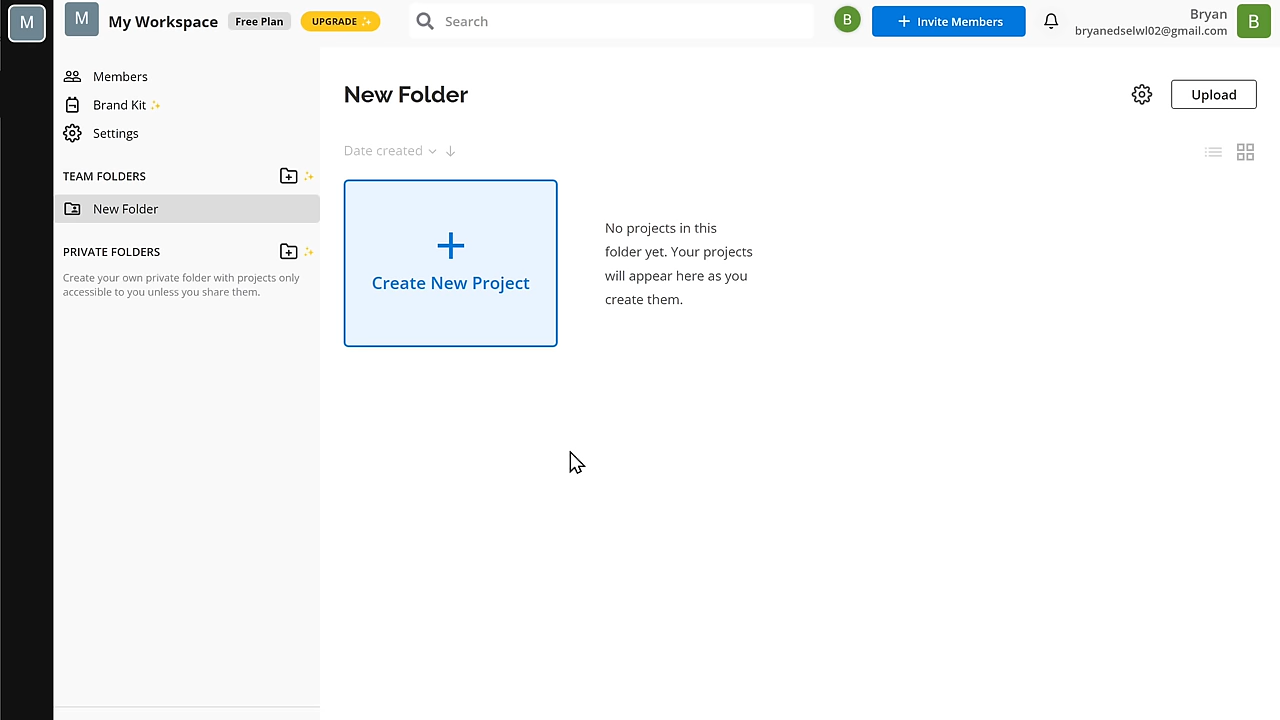 M
M
My Workspace
Free Plan
UPGRADE
Search
B
Invite Members
Bryan
bryanedselwl02@gmail.com
B
Members
Brand Kit
Settings
TEAM FOLDERS
New Folder
PRIVATE FOLDERS
Create your own private folder with projects only
accessible to you unless you share them.
New Folder
Upload
Date created
Create New Project
No projects in this
folder yet. Your projects
will appear here as you
create them.